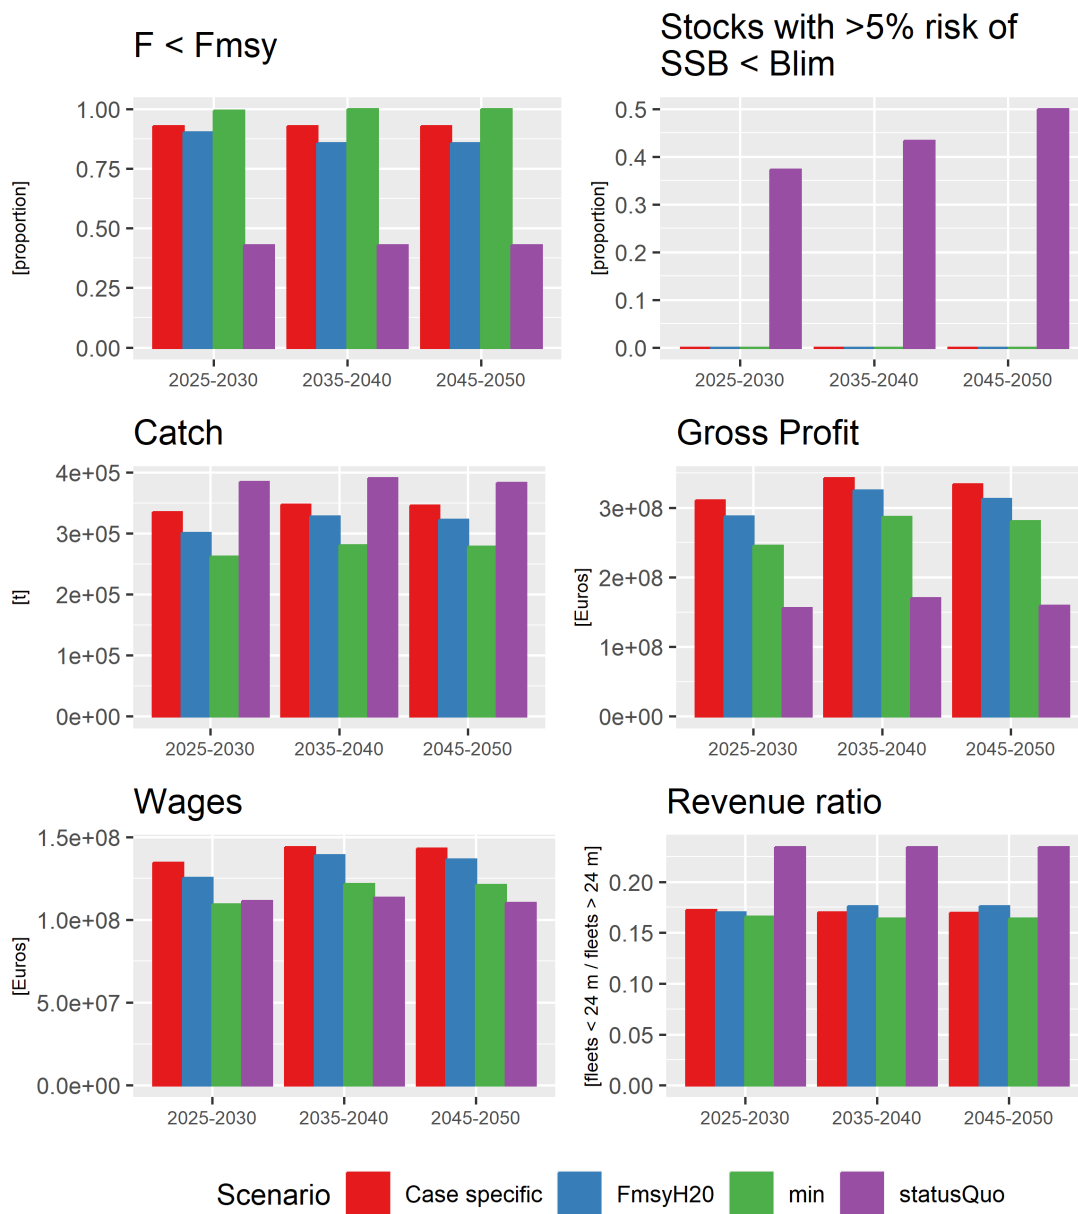 F < Fmsy
[proportion]
1.00
0.75
0.50
0.25
0.00
2025-2030 2035-2040 2045-2050
Stocks with >5% risk of
SSB < Blim
[proportion]
0.5
0.4
0.3
0.2
0.1
0.0
2025-2030 2035-2040 2045-2050
Catch
[t]
4e+05
3e+05
2e+05
1e+05
0e+00
2025-2030 2035-2040 2045-2050
Gross Profit
[Euros]
3e+08
2e+08
1e+08
0e+00
2025-2030 2035-2040 2045-2050
Wages
[Euros]
1.5e+08
1.0e+08
5.0e+07
0.0e+00
2025-2030 2035-2040 2045-2050
Revenue ratio
[fleets < 24 m / fleets > 24 m]
0.20
0.15
0.10
0.05
0.00
2025-2030 2035-2040 2045-2050
Scenario Case specific FmsyH20 min statusQuo